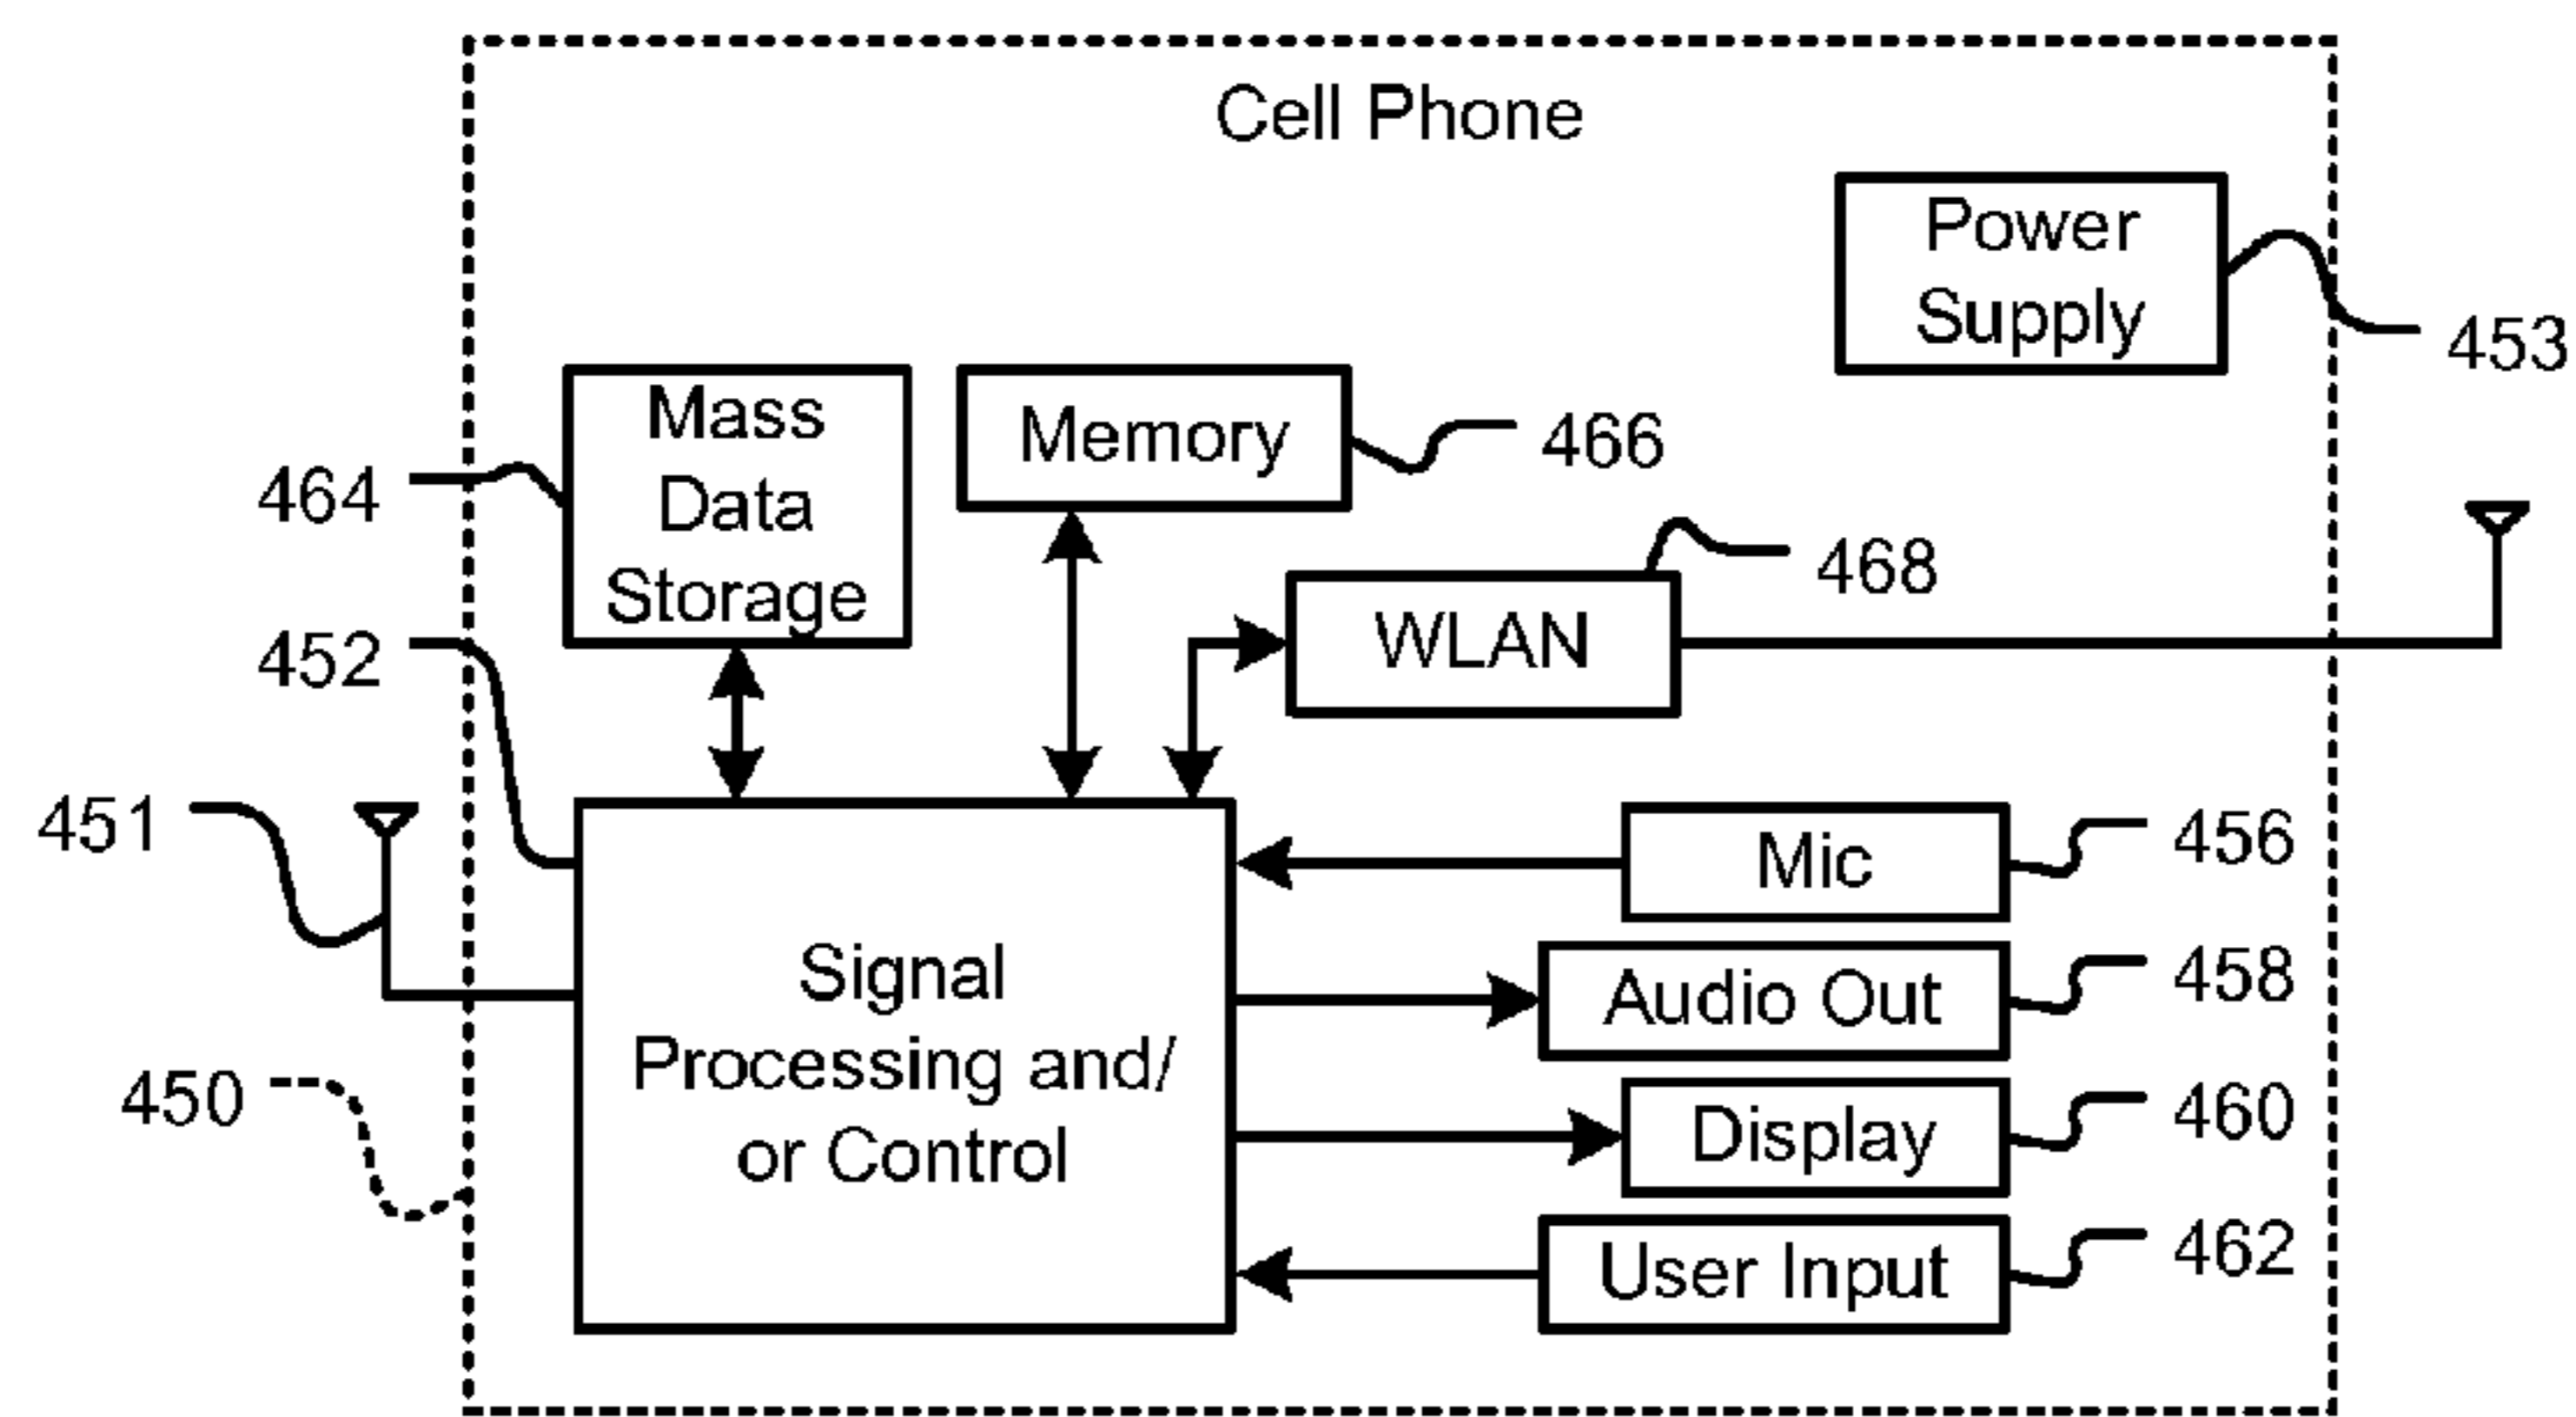 Cell Phone
Power
Supply
453
Mass
Data
Storage
464
Memory
466
WLAN
468
452
451
450
Signal
Processing and/
or Control
Mic
456
Audio Out
458
Display
460
User Input
462